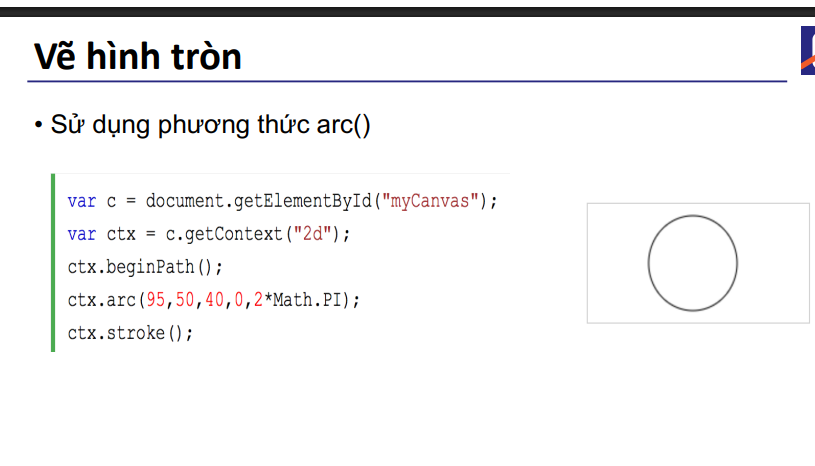 Vẽ hình tròn
• Sử dụng phương thức arc()
var c = document.getElementById("myCanvas");
var ctx = c.getContext("2d");
ctx.beginPath();
ctx.arc(95,50,40,0,2*Math.PI);
ctx.stroke();